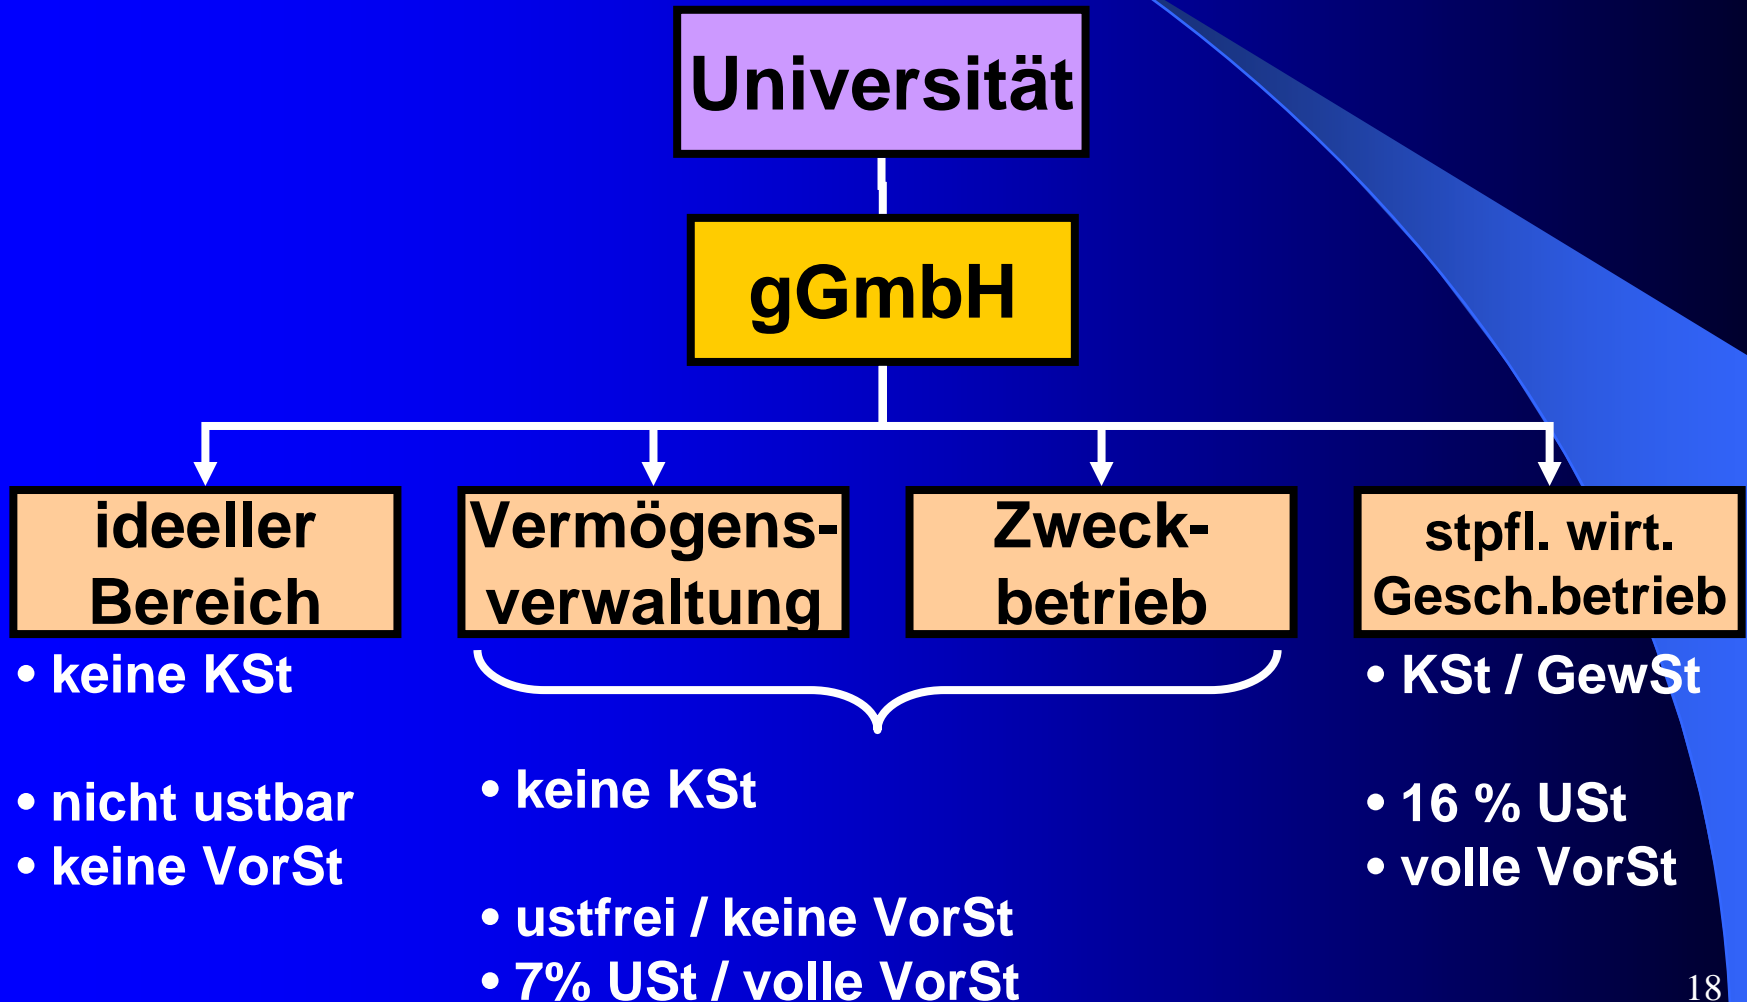 Universität
gGmbH
ideeller
Bereich
Vermögens-
verwaltung
Zweck-
betrieb
stpfl. wirt.
Gesch.betrieb
• keine KSt
• nicht ustbar
• keine VorSt
• keine KSt
• ustfrei / keine VorSt
• 7% USt / volle VorSt
• KSt / GewSt
• 16 % USt
• volle VorSt
18